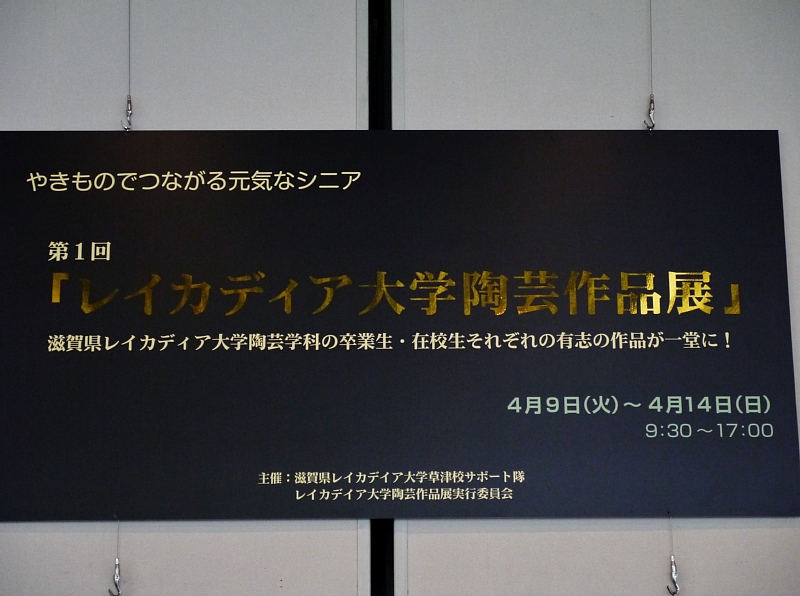 やきものでつながる元気なシニア
第1回
「レイカディア大学陶芸作品展」
滋賀県レイカディア大学陶芸学科の卒業生・在校生それぞれの有志の作品が一堂に！
4月9日(火)～4月14日(日)
9:30～17:00
主催：滋賀県レイカデイア大学草津校サポート隊
レイカデイア大学陶芸作品展実行委員会